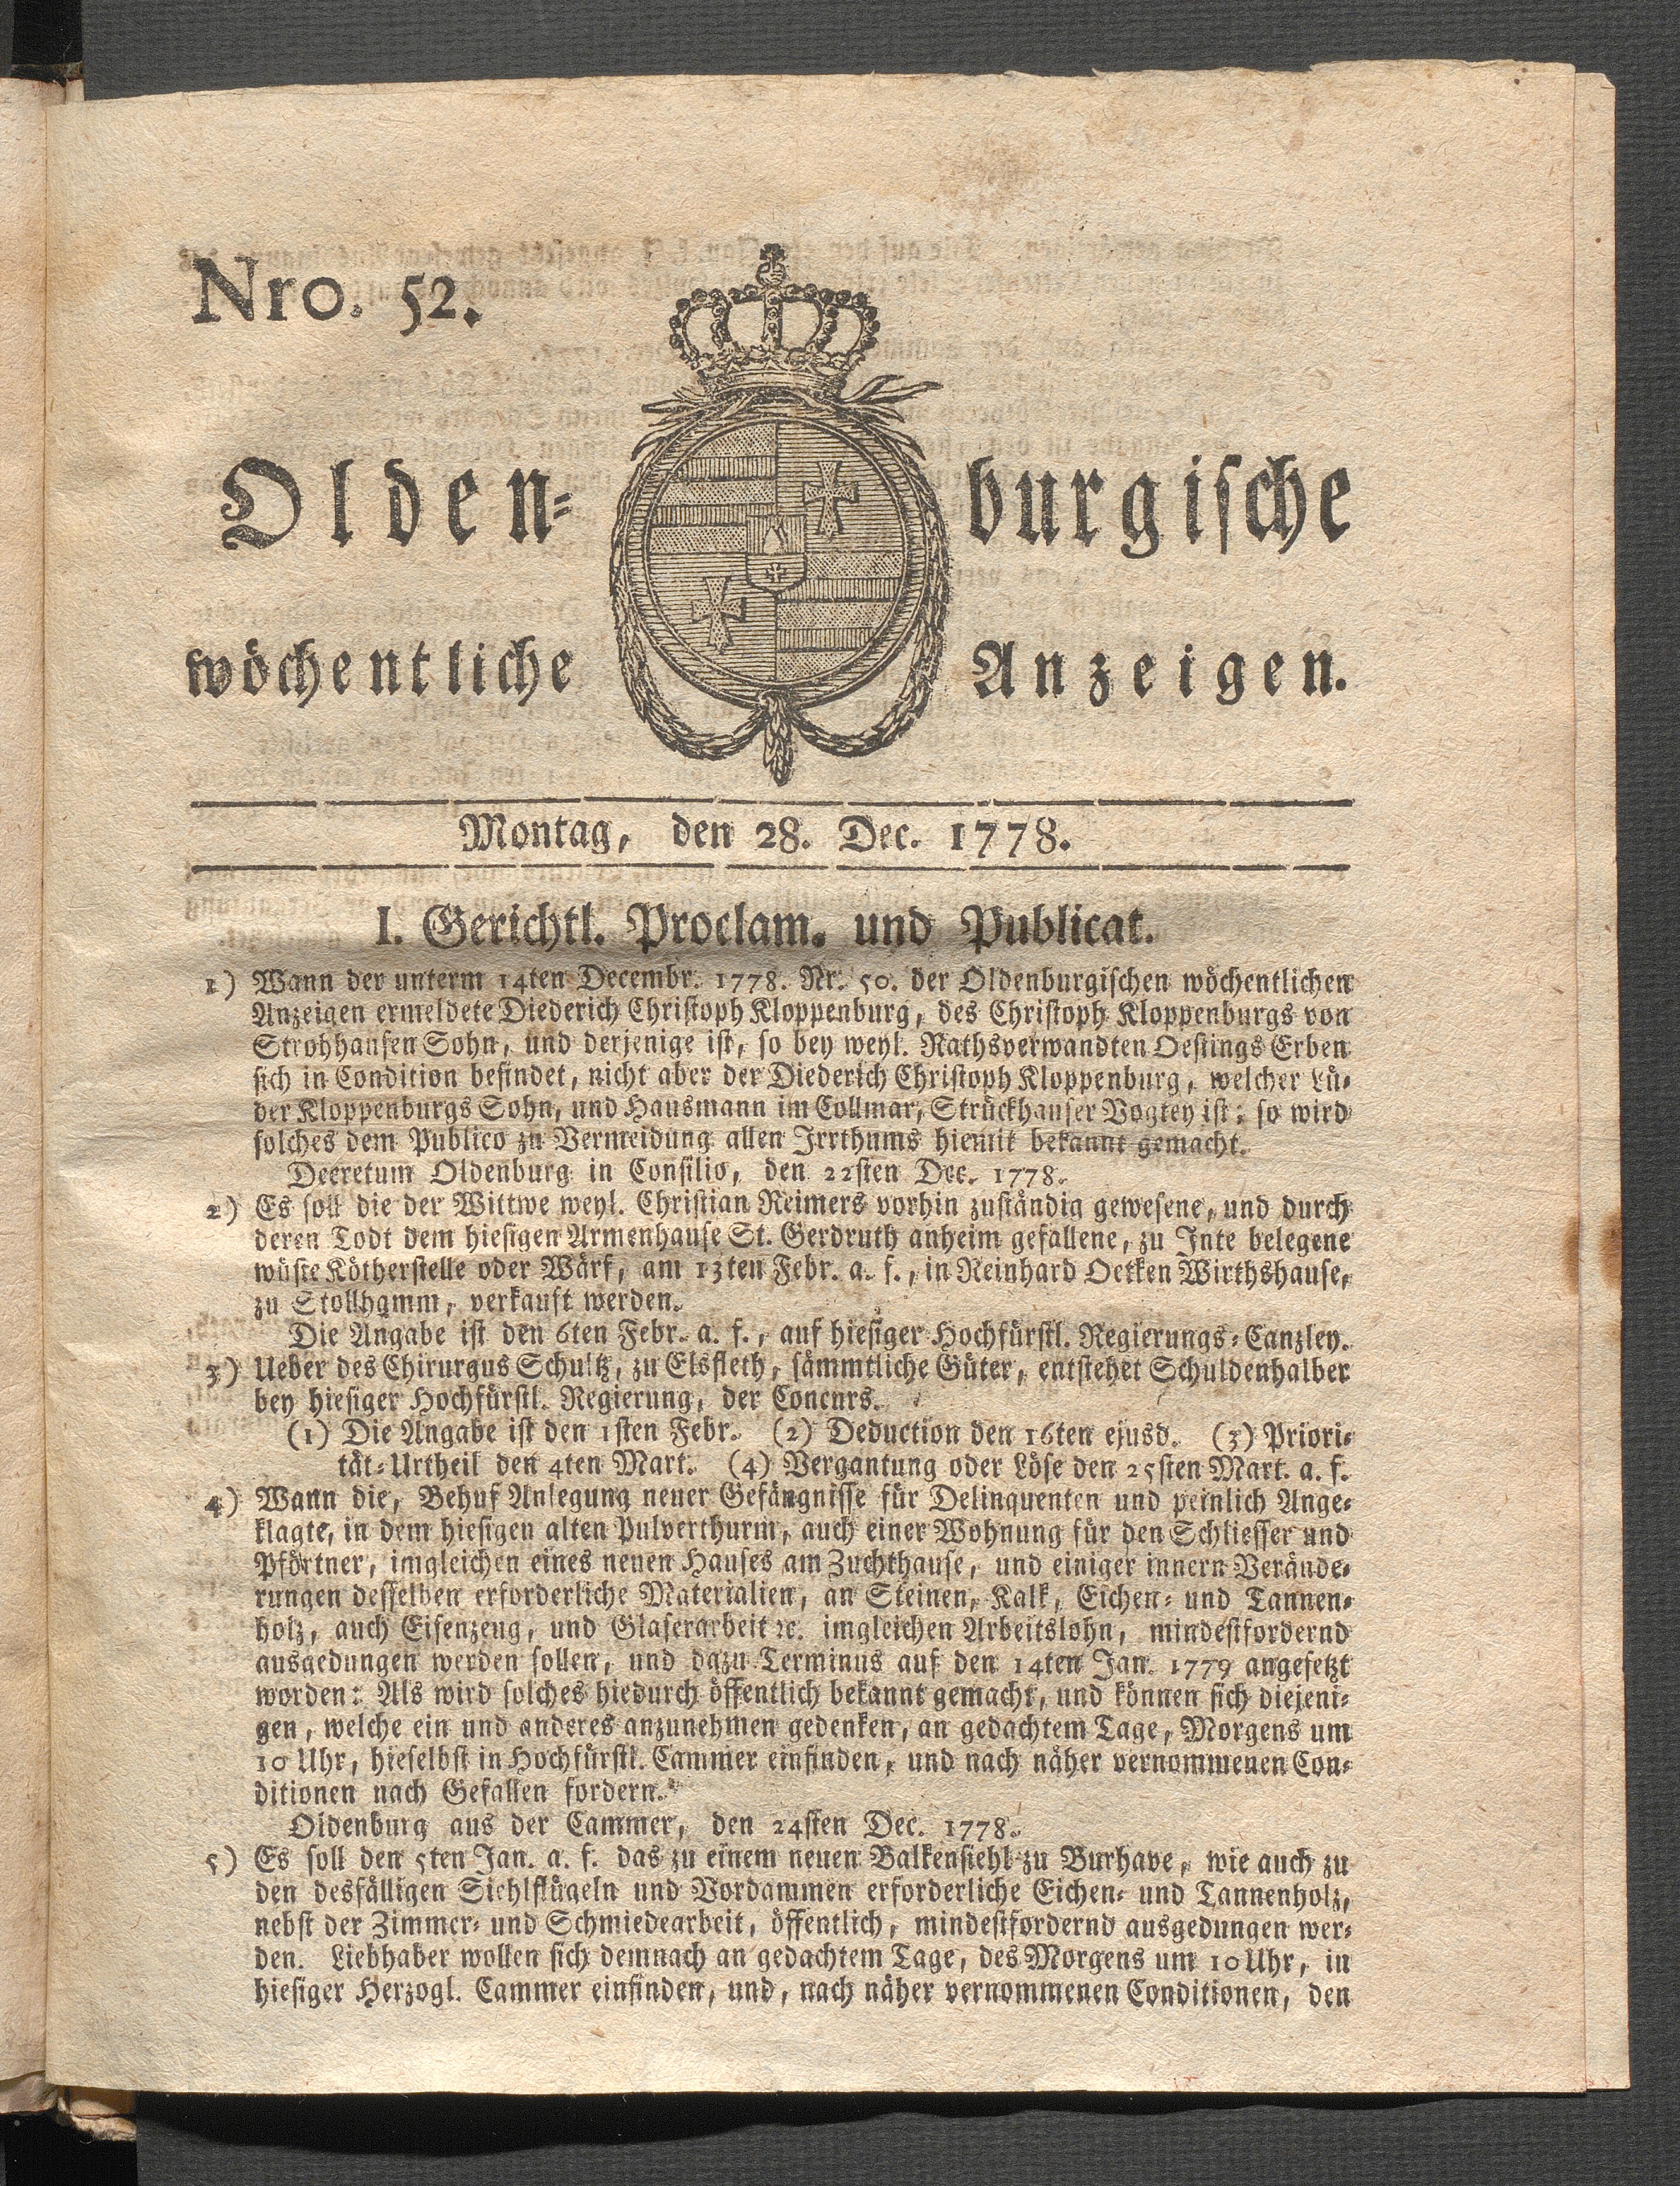 Nro. 52.
Olden-burgische
wöchentliche Anzeigen.
Montag, den 28. Dec. 1778.
I. Gerichtl. Proclam. und Publicat.
1) Wann der unterm 14ten Decembr. 1778. Nr. 50. der Oldenburgischen wöchentlichen
Anzeigen ermeldete Diederich Christoph Kloppenburg, des Christoph Kloppenburgs von
Strohhausen Sohn, und derjenige ist, so bey weyl. Rathsverwandten Oestings Erben
sich in Condition befindet, nicht aber der Diederich Christoph Kloppenburg, welcher Lü-
der Kloppenburgs Sohn, und Hausmann im Collmar, Strückhauser Vogtey ist; so wird
solches dem Publico zu Vermeidung allen Irrthums hiemit bekannt gemacht.
Decretum Oldenburg in Consilio, den 22sten Dec. 1778.
2) Es soll die der Wittwe weyl. Christian Reimers vorhin zuständig gewesene, und durch
deren Todt dem hiesigen Armenhause St. Gerdruth anheim gefallene, zu Inte belegene
wüste Kötherstelle oder Wärf, am 13ten Febr. a. f., in Reinhard Oetken Wirthshause,
zu Stollhamm, verkauft werden.
Die Angabe ist den 6ten Febr. a. f., auf hiesiger Hochfürstl. Regierungs-Canzley.
3) Ueber des Chirurgus Schultz, zu Elsfleth, sämmtliche Güter, entstehet Schuldenhalber
bey hiesiger Hochfürstl. Regierung, der Concurs.
(1) Die Angabe ist den 1sten Febr. (2) Deduction den 16ten ejusd. (3) Priori-
tät-Urtheil den 4ten Mart. (4) Vergantung oder Löse den 25sten Mart. a. f.
4) Wann die, Behuf Anlegung neuer Gefängnisse für Delinquenten und peinlich Ange-
klagte, in dem hiesigen alten Pulverthurm, auch einer Wohnung für den Schliesser und
Pförtner, imgleichen eines neuen Hauses am Zuchthause, und einiger innern Verände-
rungen desselben erforderliche Materialien, an Steinen, Kalk, Eichen- und Tannen-
holz, auch Eisenzeug, und Glaserarbeit ꝛc. imgleichen Arbeitslohn, mindestfordernd
ausgedungen werden sollen, und dazu Terminus auf den 14ten Jan. 1779 angesetzt
worden: Als wird solches hiedurch öffentlich bekannt gemacht, und können sich diejeni-
gen, welche ein und anderes anzunehmen gedenken, an gedachtem Tage, Morgens um
10 Uhr, hieselbst in Hochfürstl. Cammer einfinden, und nach näher vernommenen Con-
ditionen nach Gefallen fordern.
Oldenburg aus der Cammer, den 24sten Dec. 1778.
5) Es soll den 5ten Jan. a. f. das zu einem neuen Balkensiehl zu Burhave, wie auch zu
den desfälligen Siehlflügeln und Vordammen erforderliche Eichen- und Tannenholz,
nebst der Zimmer- und Schmiedearbeit, öffentlich, mindestfordernd ausgedungen wer-
den. Liebhaber wollen sich demnach an gedachtem Tage, des Morgens um 10 Uhr, in
hiesiger Herzogl. Cammer einfinden, und, nach näher vernommenen Conditionen, den